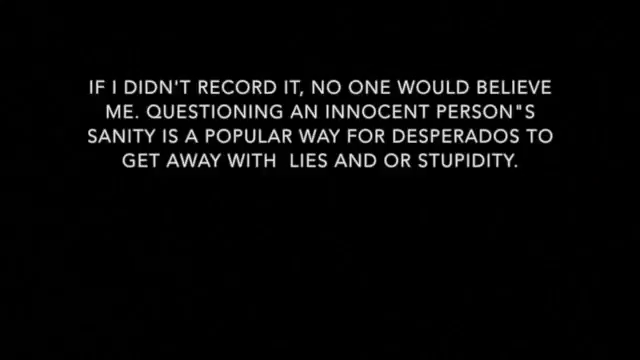 IF I DIDN'T RECORD IT, NO ONE WOULD BELIEVE
ME. QUESTIONING AN INNOCENT PERSON"S
SANITY IS A POPULAR WAY FOR DESPERADOS TO
GET AWAY WITH  LIES AND OR STUPIDITY.